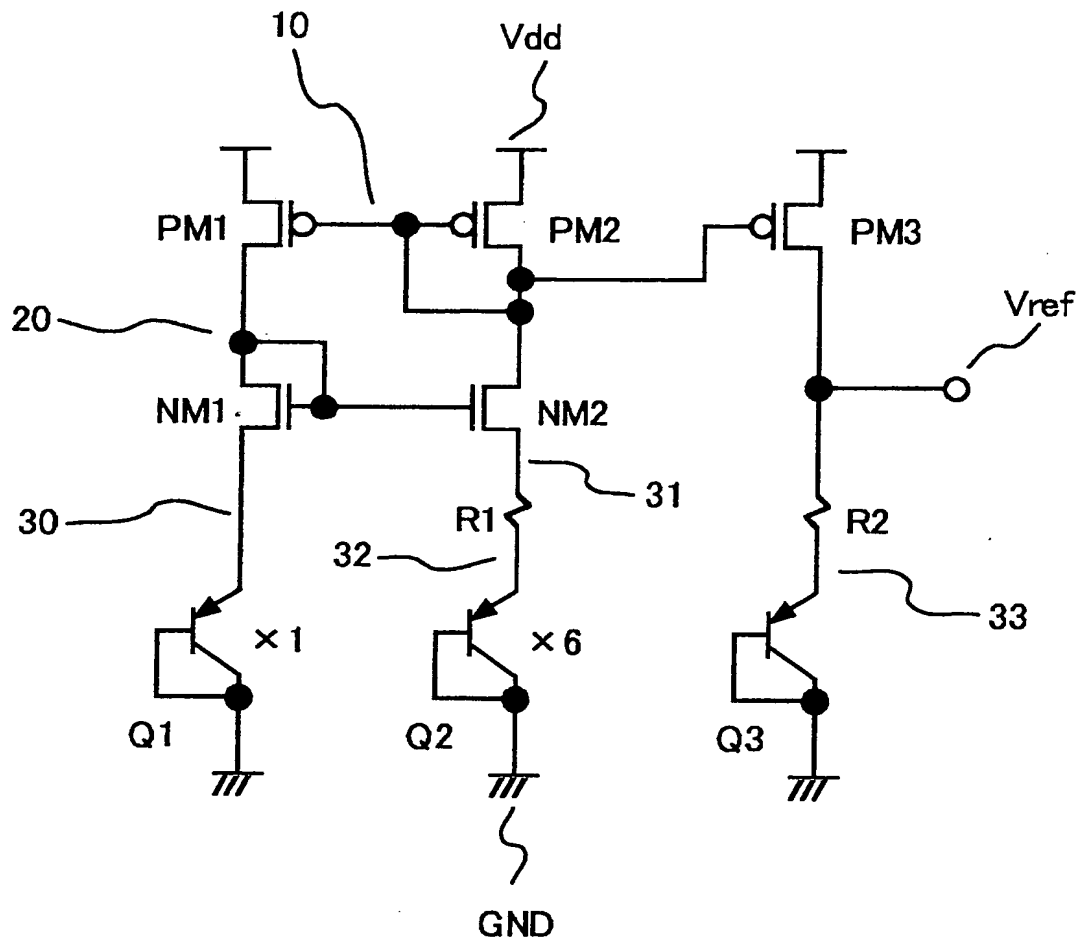 10
Vdd
PM1
PM2
PM3
20
Vref
NM1
NM2
31
30
R1
R2
32
33
×1
×6
Q1
Q2
Q3
GND